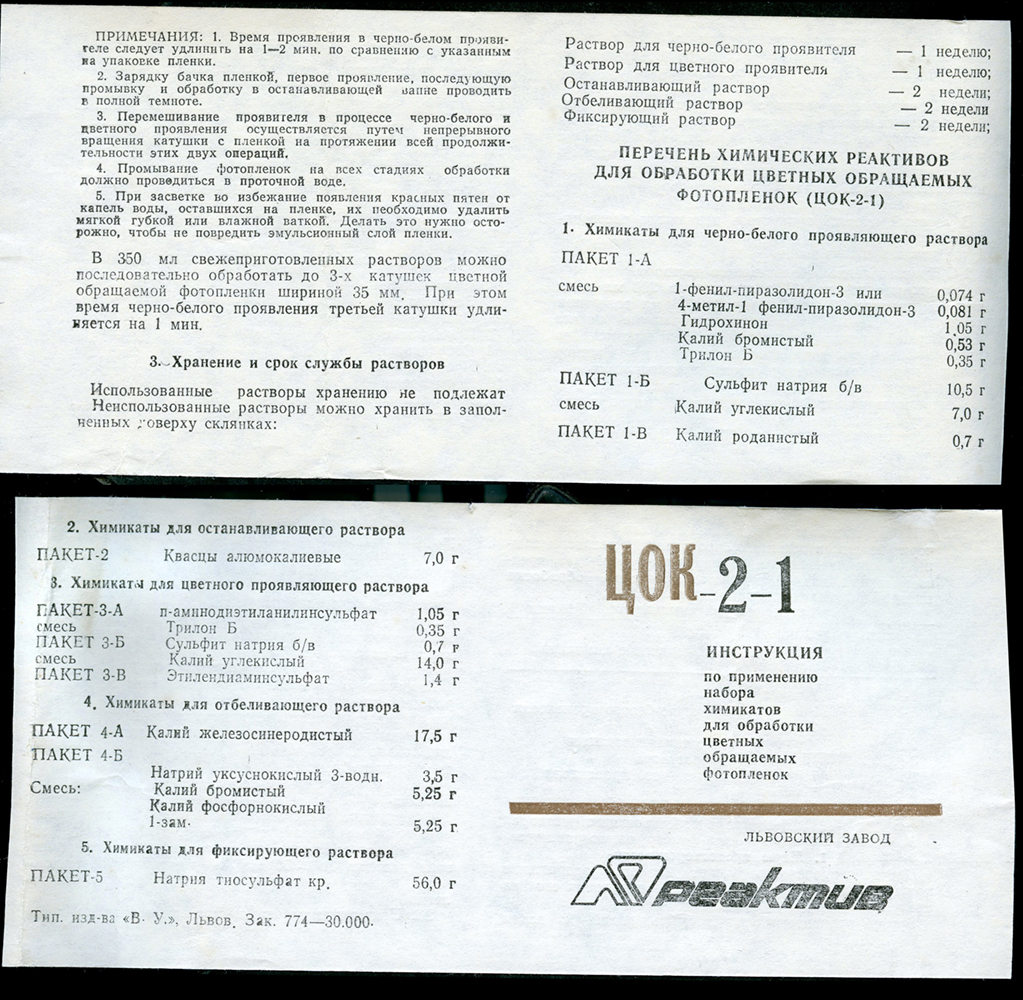 ПРИМЕЧАНИЯ: 1. Время проявления в черно-белом прояви-
теле следует удлинить на 1—2 мин. по сравнению с указанным
на упаковке пленки.
2. Зарядку бачка пленкой, первое проявление, последующую
промывку и обработку в останавливающей ванне проводить
в полной темноте.
3. Перемешивание проявителя в процессе черно-белого и
цветного проявления осуществляется путем непрерывного
вращения катушки с пленкой на протяжении всей продолжи-
тельности этих двух операций.
4. Промывание фотопленок на всех стадиях обработки
должно проводиться в проточной воде.
5. При засветке во избежание появления красных пятен от
капель воды, оставшихся на пленке, их необходимо удалить
мягкой губкой или влажной ваткой. Делать это нужно осто-
рожно, чтобы не повредить эмульсионный слой пленки.
В 350 мл свежеприготовленных растворов можно
последовательно обработать до 3-х катушек цветной
обращаемой фотопленки шириной 35 мм. При этом
время черно-белого проявления третьей катушки удли-
няется на 1 мин.
3. Хранение и срок службы растворов
Использованные растворы хранению не подлежат
Неиспользованные растворы можно хранить в запол-
ненных доверху склянках:
Раствор для черно-белого проявителя — 1 неделю;
Раствор для цветного проявителя — 1 неделю;
Останавливающий раствор — 2 недели;
Отбеливающий раствор — 2 недели
Фиксирующий раствор — 2 недели;
ПЕРЕЧЕНЬ ХИМИЧЕСКИХ РЕАКТИВОВ
ДЛЯ ОБРАБОТКИ ЦВЕТНЫХ ОБРАЩАЕМЫХ
ФОТОПЛЕНОК (ЦОК-2-1)
1. Химикаты для черно-белого проявляющего раствора
ПАКЕТ 1-А
смесь 1-фенил-пиразолидон-3 или 0,074 г
4-метил-1 фенил-пиразолидон-3 0,081 г
Гидрохинон 1,05 г
Калий бромистый 0,53 г
Трилон Б 0,35 г
ПАКЕТ 1-Б Сульфит натрия б/в 10,5 г
смесь Калий углекислый 7,0 г
ПАКЕТ 1-В Калий роданистый 0,7 г
2. Химикаты для останавливающего раствора
ПАКЕТ-2 Квасцы алюмокалиевые 7,0 г
3. Химикаты для цветного проявляющего раствора
ПАКЕТ-3-А п-аминодиэтиланилинсульфат 1,05 г
смесь Трилон Б 0,35 г
ПАКЕТ 3-Б Сульфит натрия б/в 0,7 г
смесь Калий углекислый 14,0 г
ПАКЕТ 3-В Этилендиаминсульфат 1,4 г
4. Химикаты для отбеливающего раствора
ПАКЕТ 4-А Калий железосинеродистый 17,5 г
ПАКЕТ 4-Б
Натрий уксуснокислый 3-водн. 3,5 г
Смесь: Калий бромистый 5,25 г
Калий фосфорнокислый
1-зам. 5,25 г
5. Химикаты для фиксирующего раствора
ПАКЕТ-5 Натрия тиосульфат кр. 56,0 г
Тип. изд-ва «В. У.», Львов. Зак. 774—30.000.
ЦОК-2-1
ИНСТРУКЦИЯ
по применению
набора
химикатов
для обработки
цветных
обращаемых
фотопленок
ЛЬВОВСКИЙ ЗАВОД
реактив